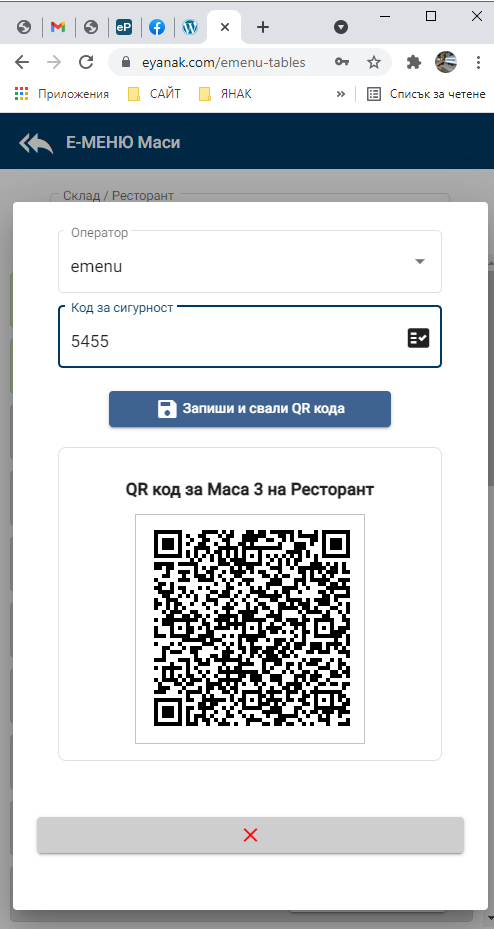 eP
eyanak.com/emenu-tables
Приложения
САЙТ
ЯНАК
»
Списък за четене
Е-МЕНЮ Маси
Склад / Ресторант
Оператор
emenu
Код за сигурност
5455
Запиши и свали QR кода
QR код за Маса 3 на Ресторант